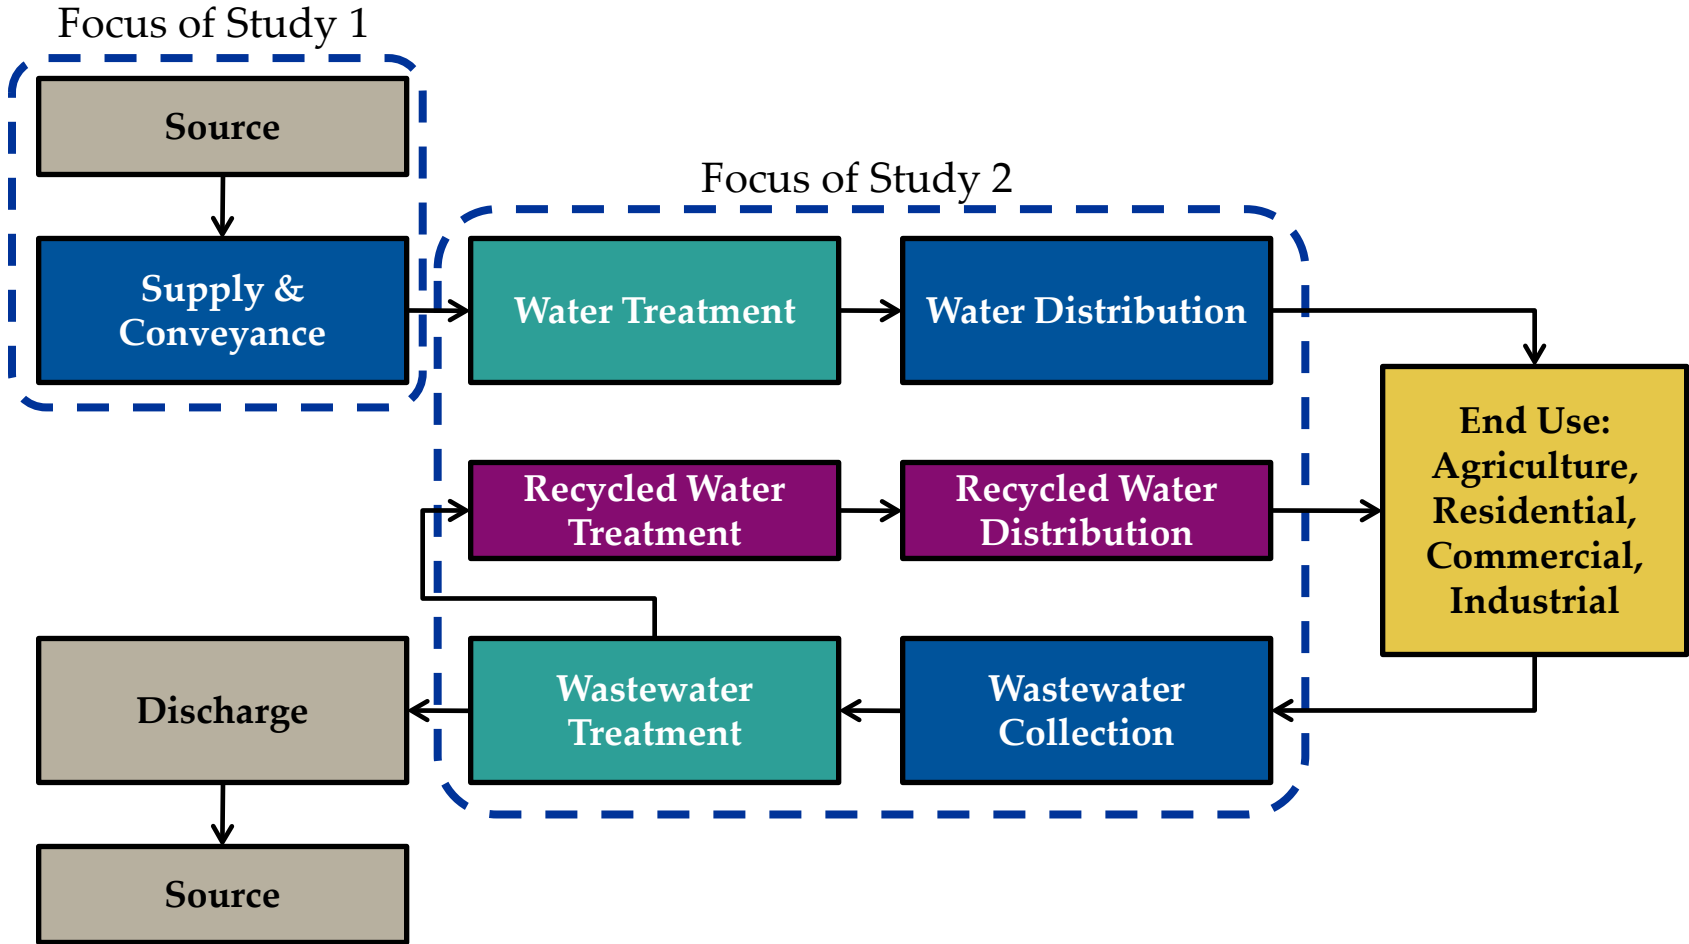 Focus of Study 1
Source
Supply &
Conveyance
Focus of Study 2
Water Treatment
Water Distribution
Recycled Water
Treatment
Recycled Water
Distribution
End Use:
Agriculture,
Residential,
Commercial,
Industrial
Wastewater
Collection
Wastewater
Treatment
Discharge
Source